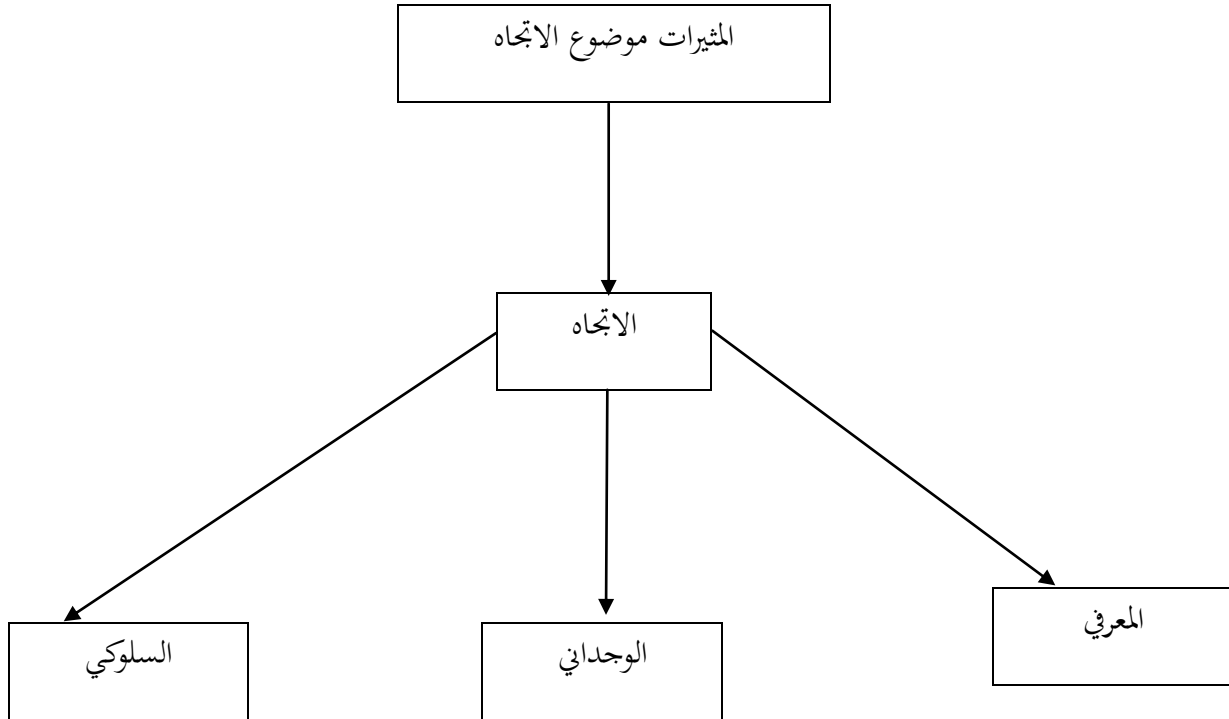 المثيرات موضوع الاتجاه
الاتجاه
المعرفي
الوجداني
السلوكي